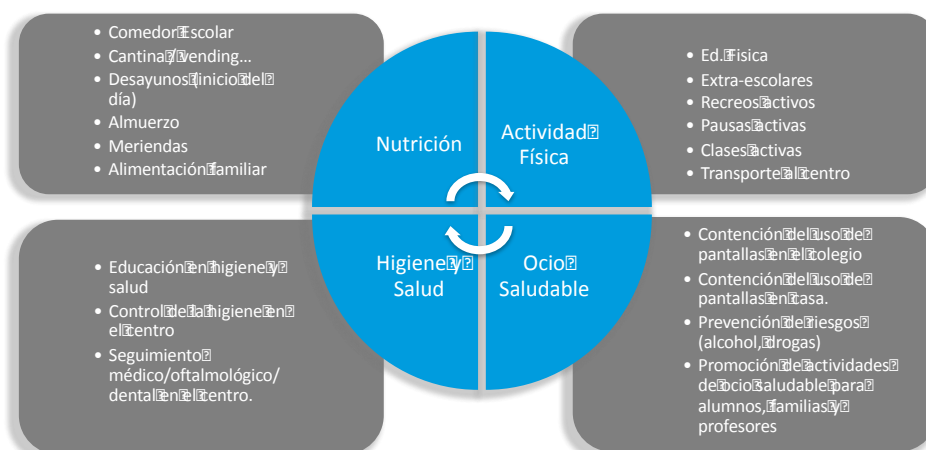 • Comedor Escolar
• Cantina / vending...
• Desayunos (inicio del
día)
• Almuerzo
• Meriendas
• Alimentación familiar
Nutrición
Actividad
Física
• Ed. Fisica
• Extra-escolares
• Recreos activos
• Pausas activas
• Clases activas
• Transporte al centro
• Educación en higiene y
salud
• Control de la higiene en
el centro
• Seguimiento
médico/oftalmológico/
dental en el centro.
Higiene y
Salud
Ocio
Saludable
• Contención del uso de
pantallas en el colegio
• Contención del uso de
pantallas en casa.
• Prevención de riesgos
(alcohol, drogas)
• Promoción de actividades
de ocio saludable para
alumnos, familias y
profesores